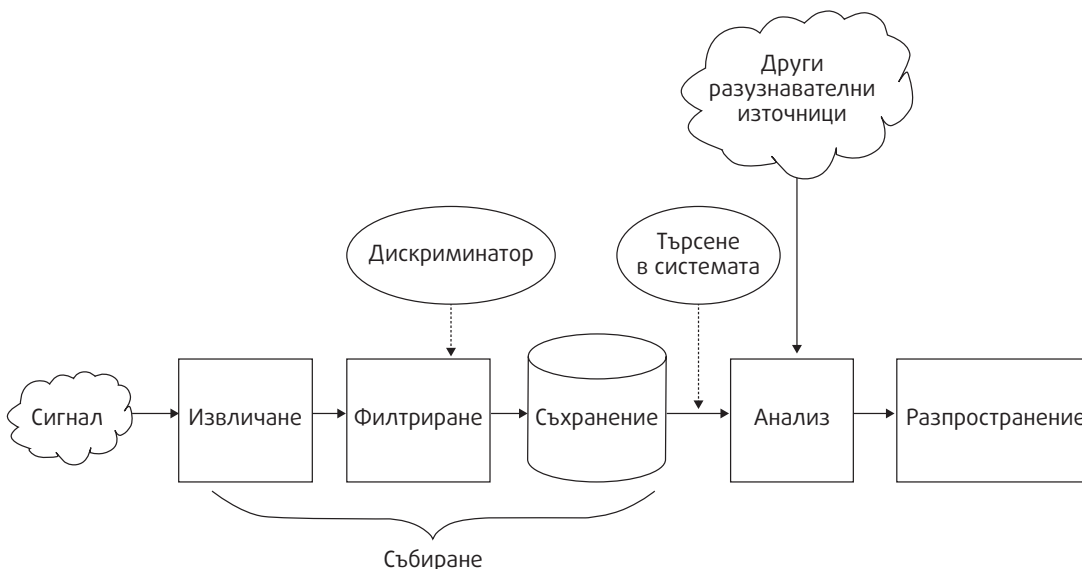 Други
разузнавателни
източници
Дискриминатор
Търсене
в системата
Сигнал
Извличане
Филтриране
Съхранение
Анализ
Разпространение
Събиране